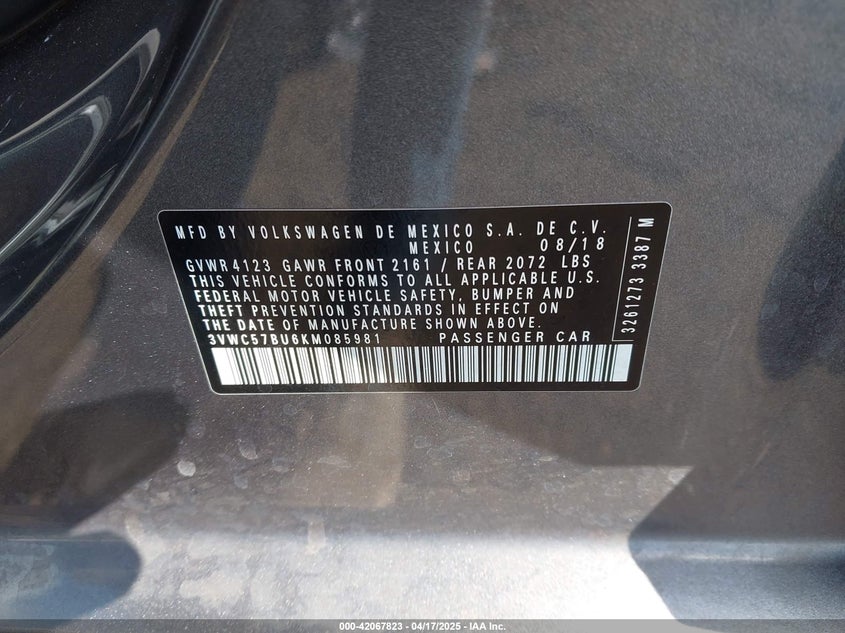 MFD BY VOLKSWAGEN DE MEXICO S.A. DE C.V.
MEXICO 08/18
GVWR 4123 GAWR FRONT 2161 / REAR 2072 LBS
THIS VEHICLE CONFORMS TO ALL APPLICABLE U.S.
FEDERAL MOTOR VEHICLE SAFETY, BUMPER AND
THEFT PREVENTION STANDARDS IN EFFECT ON
THE DATE OF MANUFACTURE SHOWN ABOVE.
3VWC57BU6KM085981 PASSENGER CAR
3261273 3387 M
000-42067823 - 04/17/2025 - IAA Inc.